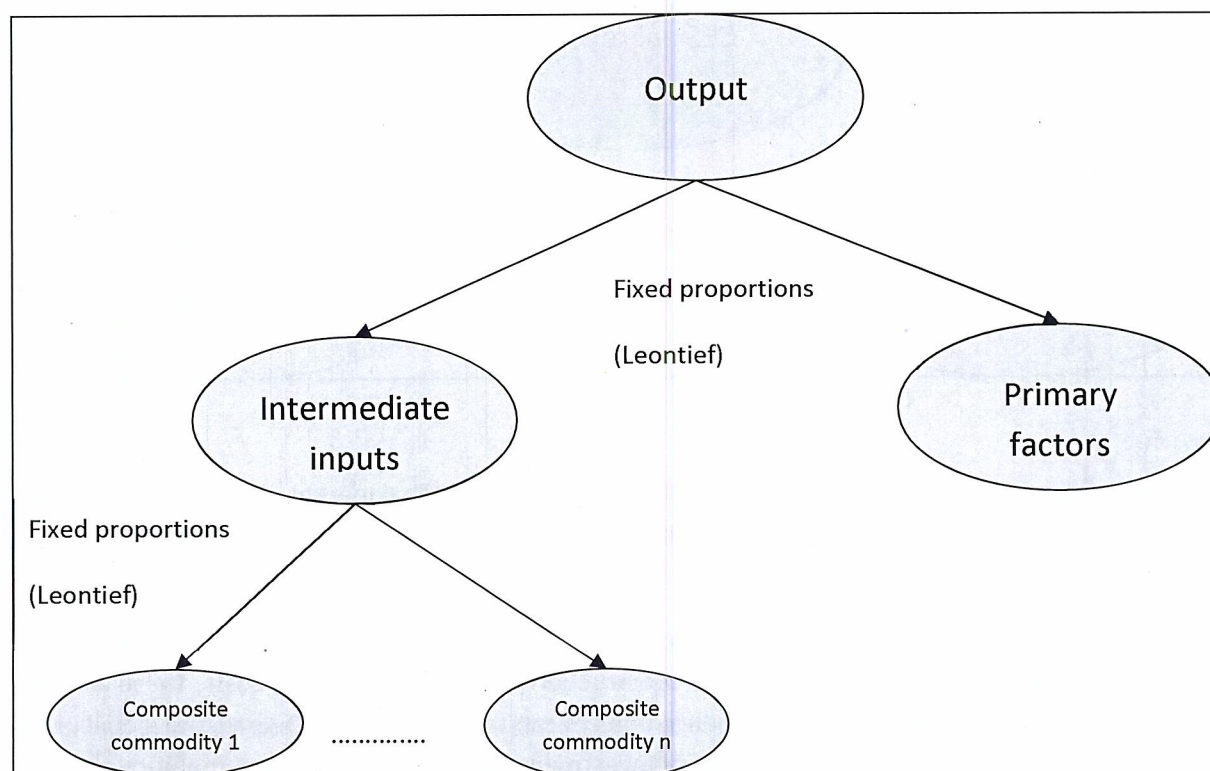 Output
Fixed proportions
(Leontief)
Intermediate
inputs
Primary
factors
Fixed proportions
(Leontief)
Composite
commodity 1
..............
Composite
commodity n